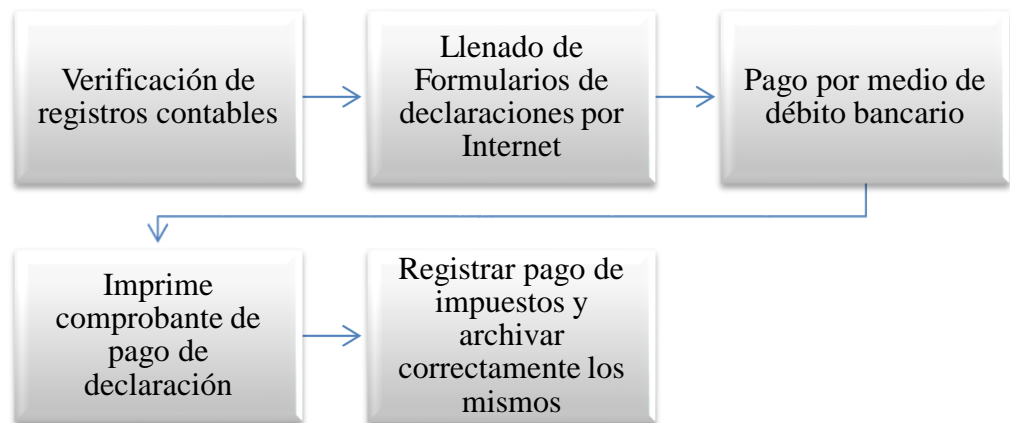 Verificación de
registros contables
Llenado de
Formularios de
declaraciones por
Internet
Pago por medio de
débito bancario
Imprime
comprobante de
pago de
declaración
Registrar pago de
impuestos y
archivar
correctamente los
mismos